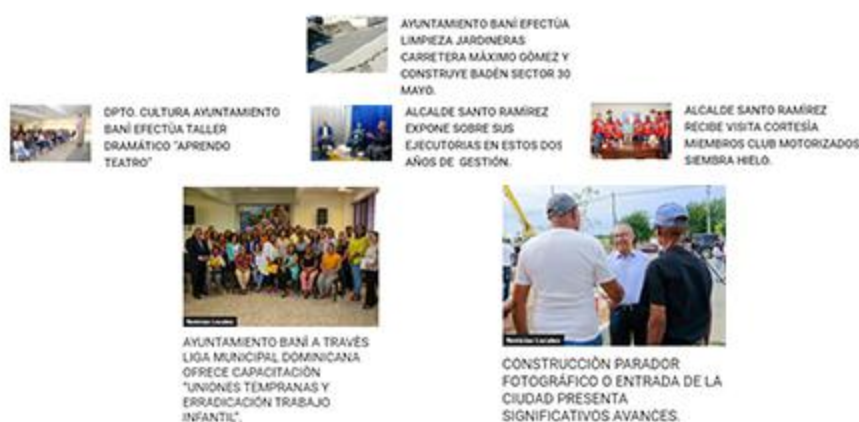 AYUNTAMIENTO BANÍ EFECTÚA
LIMPIEZA JARDINERAS
CARRETERA MÁXIMO GÓMEZ Y
CONSTRUYE BADÉN SECTOR 30
MAYO.
DPTO. CULTURA AYUNTAMIENTO
BANÍ EFECTÚA TALLER
DRAMÁTICO "APRENDO
TEATRO"
ALCALDE SANTO RAMÍREZ
EXPONE SOBRE SUS
EJECUTORIAS EN ESTOS DOS
AÑOS DE GESTIÓN.
ALCALDE SANTO RAMÍREZ
RECIBE VISITA CORTESÍA
MIEMBROS CLUB MOTORIZADOS
SIEMBRA HIELO.
Noticias Locales
AYUNTAMIENTO BANÍ A TRAVÉS
LIGA MUNICIPAL DOMINICANA
OFRECE CAPACITACIÓN
"UNIONES TEMPRANAS Y
ERRADICACIÓN TRABAJO
INFANTIL".
Noticias Locales
CONSTRUCCIÓN PARADOR
FOTOGRÁFICO O ENTRADA DE LA
CIUDAD PRESENTA
SIGNIFICATIVOS AVANCES.